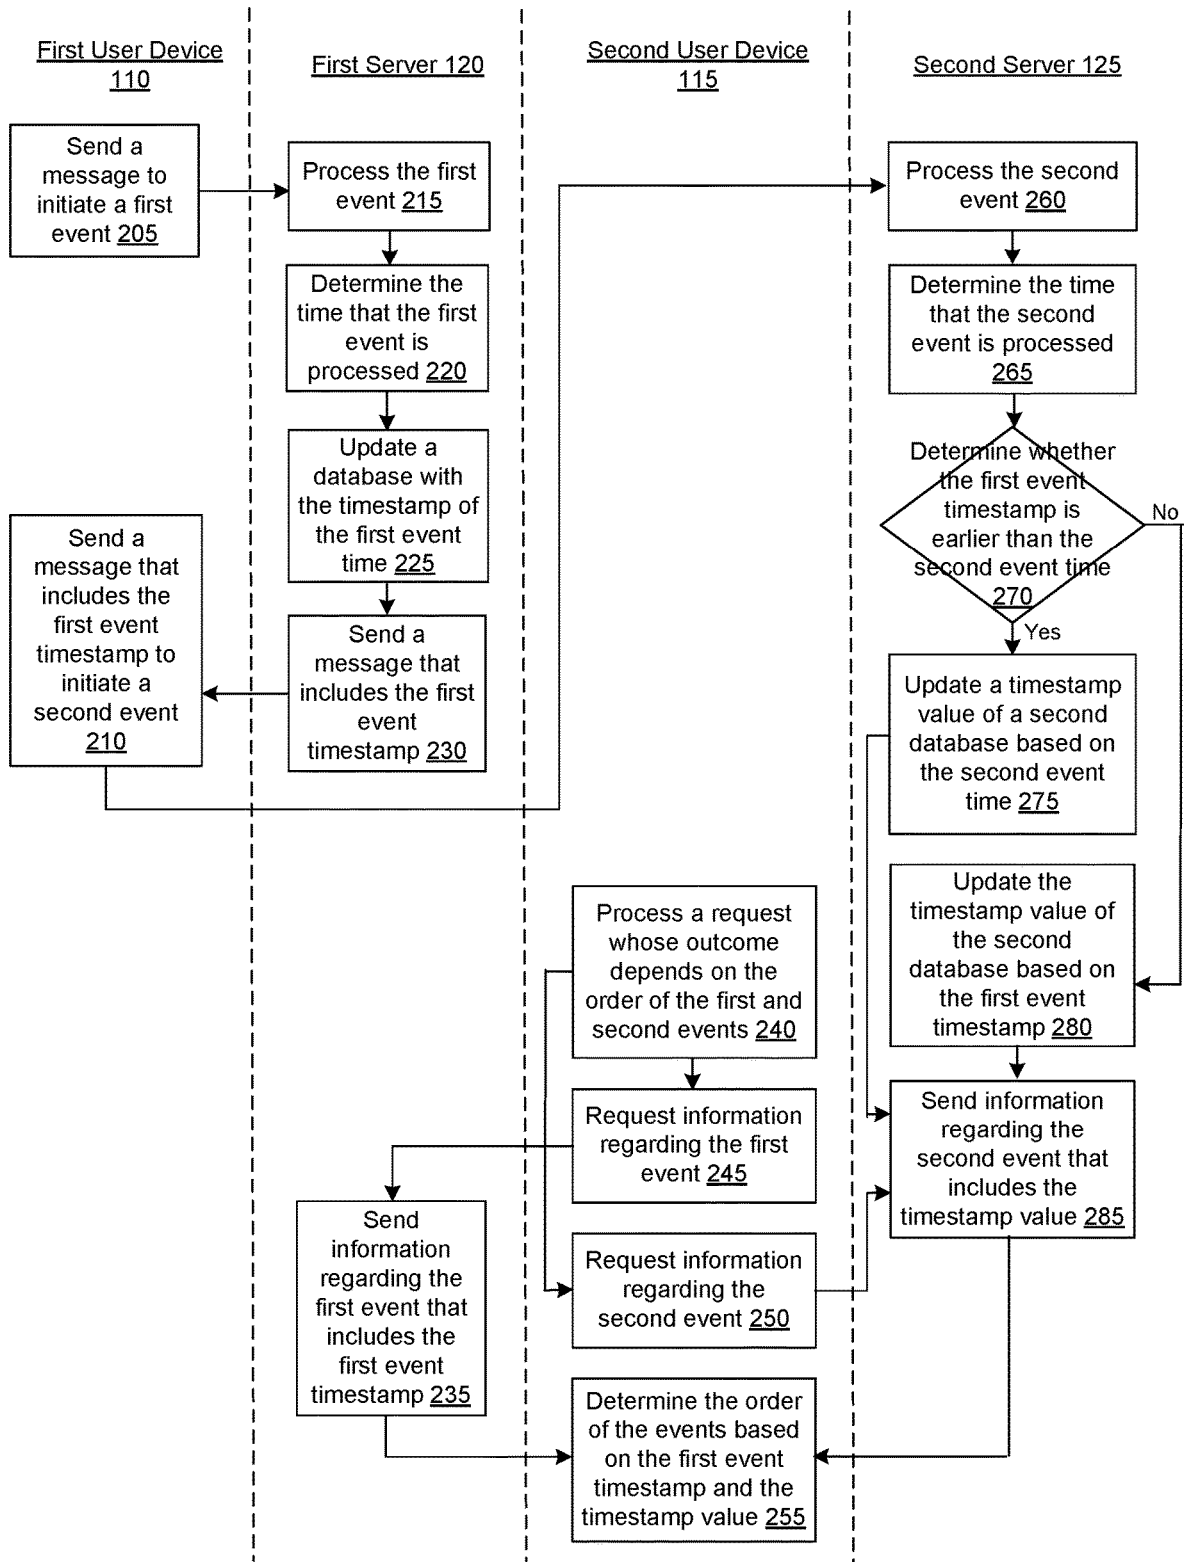 First User Device
110
First Server 120
Second User Device
115
Second Server 125
Send a
message to
initiate a first
event 205
Process the first
event 215
Determine the
time that the first
event is
processed 220
Update a
database with
the timestamp of
the first event
time 225
Send a
message that
includes the first
event
timestamp 230
Send a
message that
includes the
first event
timestamp to
initiate a
second event
210
Process the second
event 260
Determine the time
that the second
event is processed
265
Determine whether
the first event
timestamp is
earlier than the
second event time
270
No
Yes
Update a timestamp
value of a second
database based on
the second event
time 275
Update the
timestamp value of
the second
database based on
the first event
timestamp 280
Process a request
whose outcome
depends on the
order of the first and
second events 240
Request information
regarding the first
event 245
Send information
regarding the
second event that
includes the
timestamp value 285
Send
information
regarding the
first event that
includes the
first event
timestamp 235
Request information
regarding the
second event 250
Determine the order
of the events based
on the first event
timestamp and the
timestamp value 255